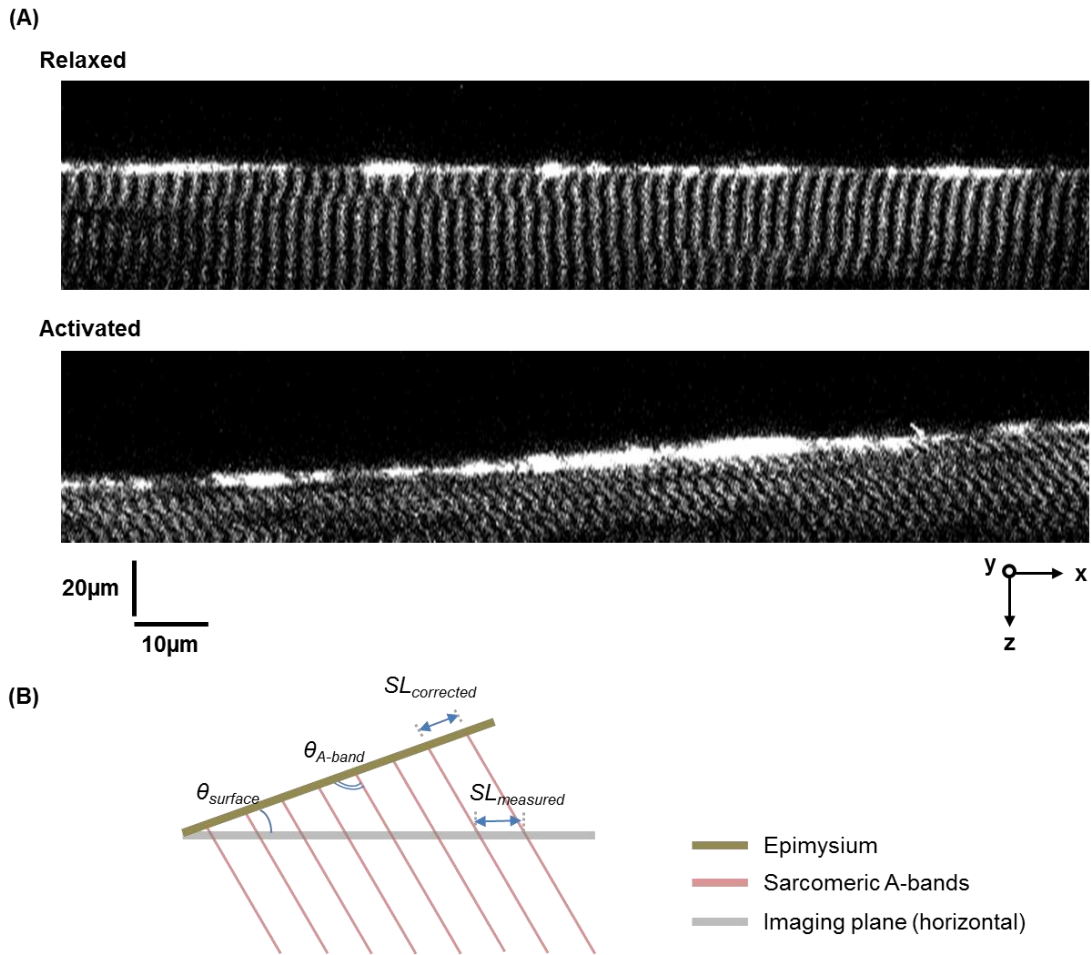 (A)
Relaxed
Activated
20µm
10µm
y
x
z
(B)
SLcorrected
θA-band
θsurface
SLmeasured
Epimysium
Sarcomeric A-bands
Imaging plane (horizontal)